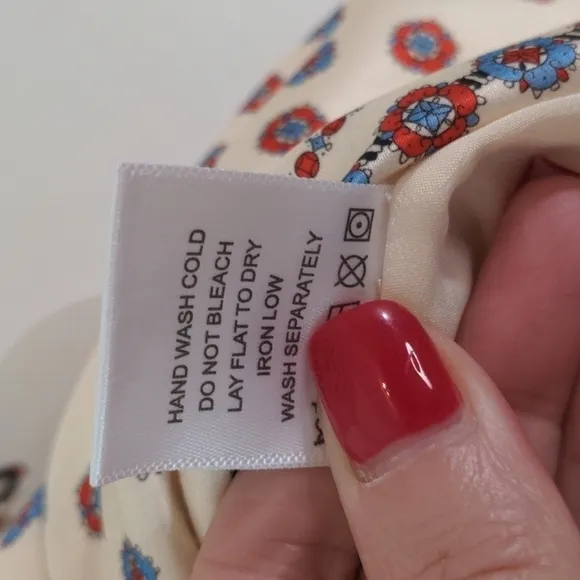 HAND WASH COLD
DO NOT BLEACH
LAY FLAT TO DRY
IRON LOW
WASH SEPARATELY